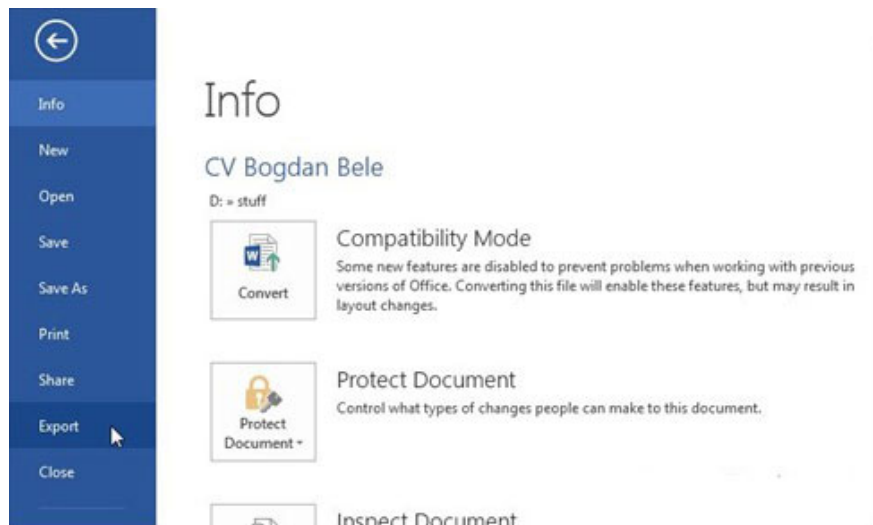 Info
New
Open
Save
Save As
Print
Share
Export
Close
Info
CV Bogdan Bele
D: » stuff
Convert
Compatibility Mode
Some new features are disabled to prevent problems when working with previous
versions of Office. Converting this file will enable these features, but may result in
layout changes.
Protect
Document
Protect Document
Control what types of changes people can make to this document.
Inspect Document